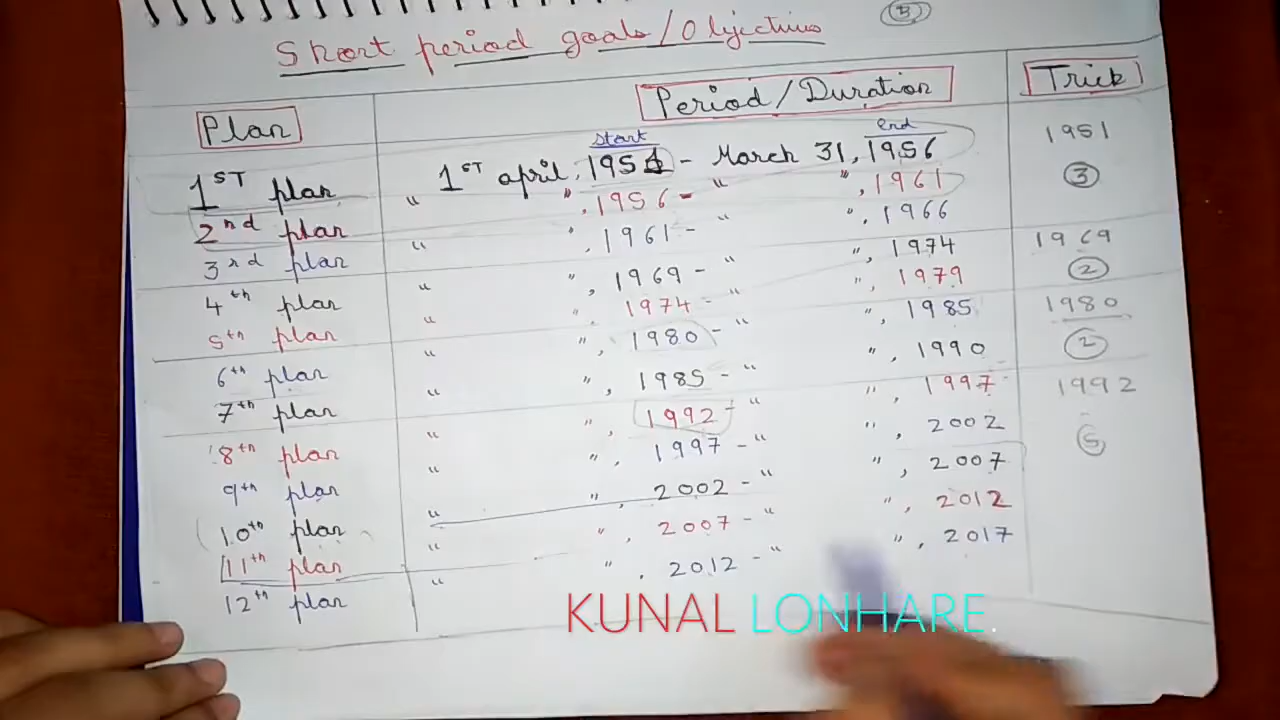 3
Short period goals/Objectives
Plan Period/Duration Trick
start end
1ST plan 1ST april, 1951 - March 31, 1956 1951
2nd plan " ", 1956 - " ", 1961 3
3rd plan " ", 1961 - " ", 1966
4th plan " ", 1969 - " ", 1974 1969
5th plan " ", 1974 - " ", 1979 2
6th plan " ", 1980 - " ", 1985 1980
7th plan " ", 1985 - " ", 1990 2
8th plan " ", 1992 - " ", 1997 1992
9th plan " ", 1997 - " ", 2002 5
10th plan " ", 2002 - " ", 2007
11th plan " ", 2007 - " ", 2012
12th plan " ", 2012 - " ", 2017
KUNAL LONHARE.